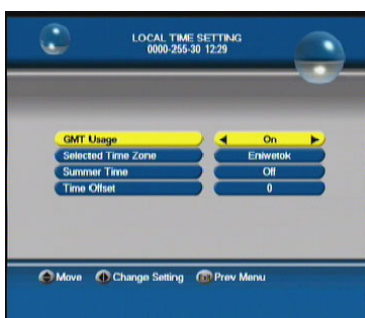 LOCAL TIME SETTING
0000-255-30 12:29
GMT Usage On
Selected Time Zone Eniwetok
Summer Time Off
Time Offset 0
Move Change Setting Prev Menu